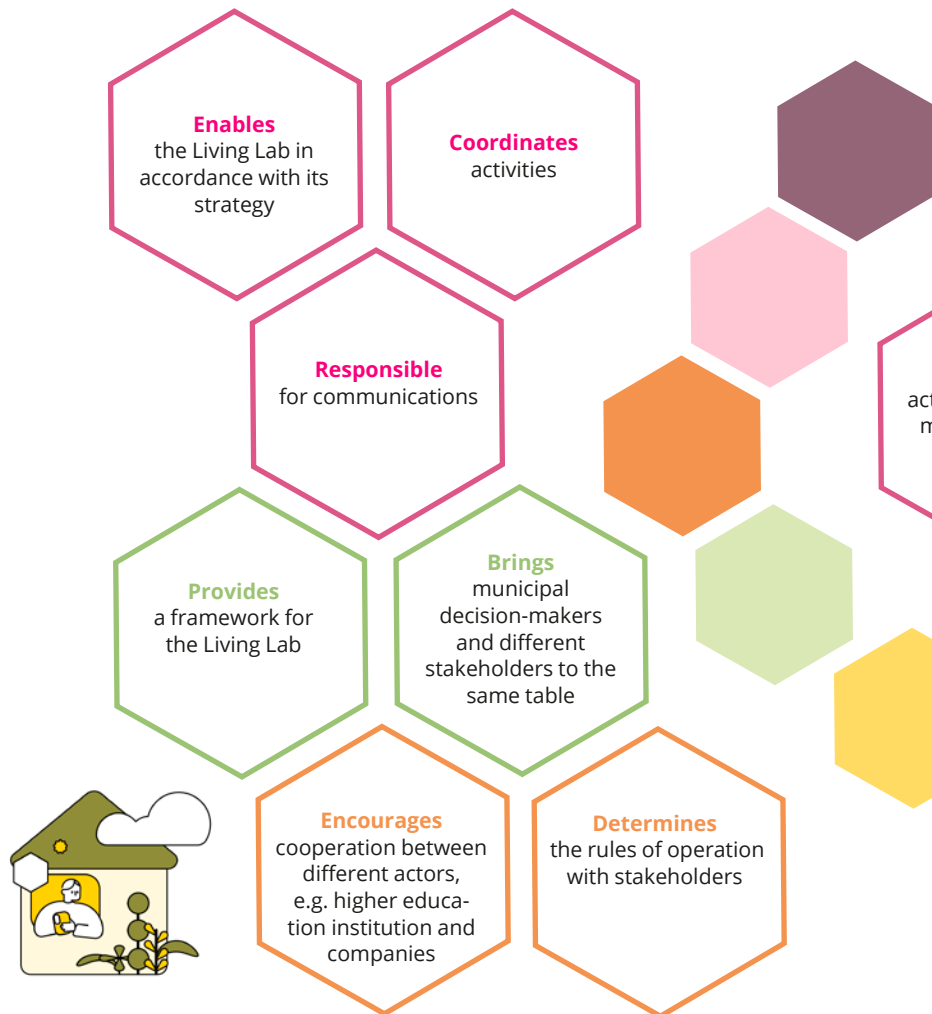 Enables
the Living Lab in
accordance with its
strategy
Coordinates
activities
Responsible
for communications
Provides
a framework for
the Living Lab
Brings
municipal
decision-makers
and different
stakeholders to the
same table
Encourages
cooperation between
different actors,
e.g. higher educa-
tion institution and
companies
Determines
the rules of operation
with stakeholders